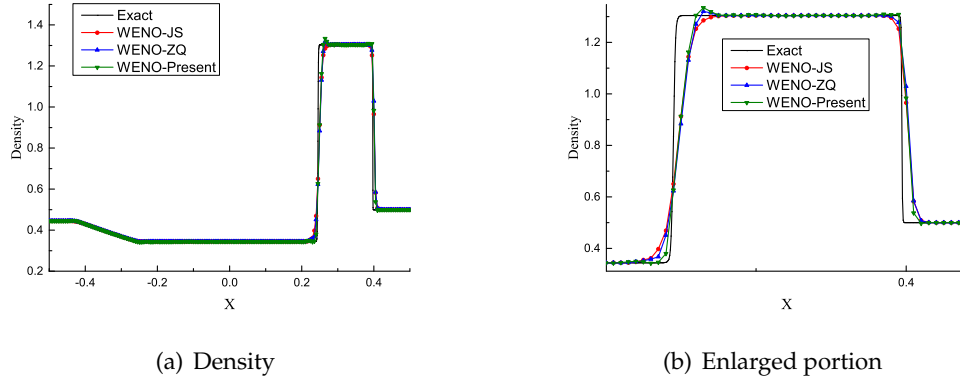 Exact
WENO-JS
WENO-ZQ
WENO-Present
Density
1.4
1.2
1.0
0.8
0.6
0.4
0.2
-0.4
-0.2
0.0
0.2
0.4
X
(a) Density
Exact
WENO-JS
WENO-ZQ
WENO-Present
Density
1.2
1.0
0.8
0.6
0.4
0.4
X
(b) Enlarged portion